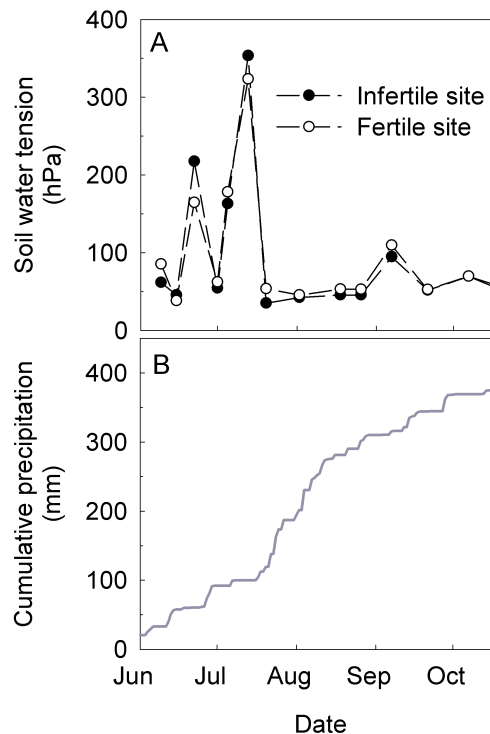 400
A
Infertile site
300
Fertile site
200
100
0
Soil water tension
(hPa)
B
400
300
200
100
0
Cumulative precipitation
(mm)
Jun Jul Aug Sep Oct
Date